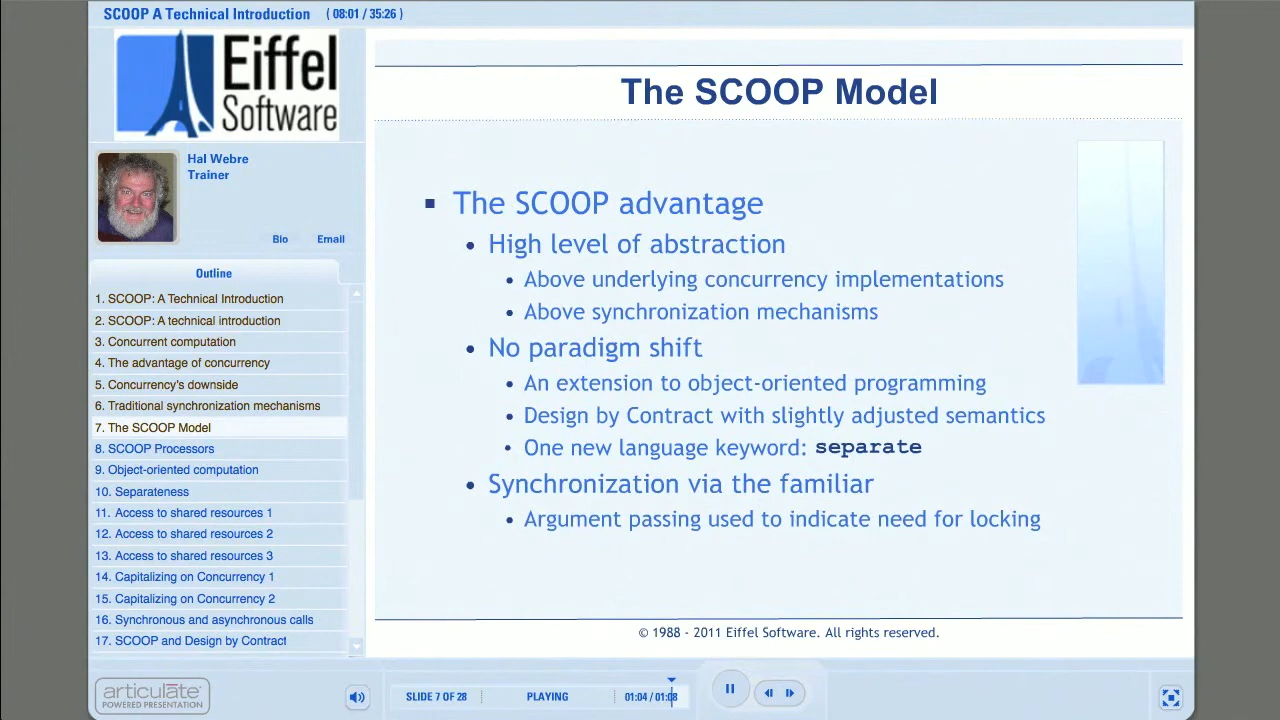 SCOOP A Technical Introduction ( 08:01 / 35:26 )
Eiffel
Software
Hal Webre
Trainer
Bio Email
Outline
1. SCOOP: A Technical Introduction
2. SCOOP: A technical introduction
3. Concurrent computation
4. The advantage of concurrency
5. Concurrency's downside
6. Traditional synchronization mechanisms
7. The SCOOP Model
8. SCOOP Processors
9. Object-oriented computation
10. Separateness
11. Access to shared resources 1
12. Access to shared resources 2
13. Access to shared resources 3
14. Capitalizing on Concurrency 1
15. Capitalizing on Concurrency 2
16. Synchronous and asynchronous calls
17. SCOOP and Design by Contract
The SCOOP Model
The SCOOP advantage
High level of abstraction
Above underlying concurrency implementations
Above synchronization mechanisms
No paradigm shift
An extension to object-oriented programming
Design by Contract with slightly adjusted semantics
One new language keyword: separate
Synchronization via the familiar
Argument passing used to indicate need for locking
© 1988 - 2011 Eiffel Software. All rights reserved.
articulate®
POWERED PRESENTATION
SLIDE 7 OF 28 PLAYING 01:04 / 01:08